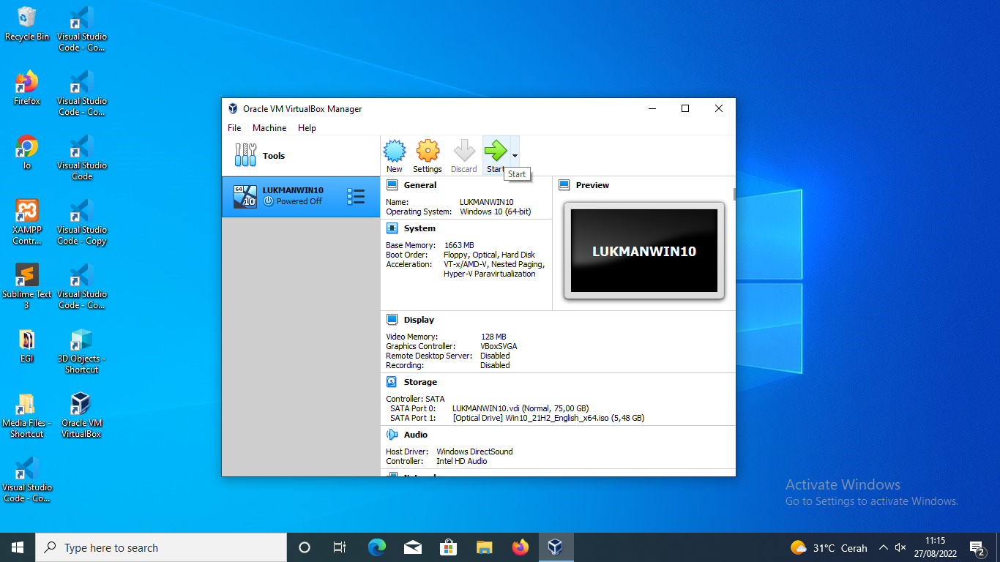 Recycle Bin
Visual Studio
Code - Co...
Firefox
Visual Studio
Code - Co...
Io
Visual Studio
Code
XAMPP
Contr...
Visual Studio
Code - Copy
Sublime Text
3
Visual Studio
Code - Co...
EGI
3D Objects -
Shortcut
Media Files -
Shortcut
Oracle VM
VirtualBox
Visual Studio
Code - Co...
Oracle VM VirtualBox Manager
File Machine Help
Tools
New Settings Discard Start
Start
64
10
LUKMANWIN10
Powered Off
General
Name: LUKMANWIN10
Operating System: Windows 10 (64-bit)
System
Base Memory: 1663 MB
Boot Order: Floppy, Optical, Hard Disk
Acceleration: VT-x/AMD-V, Nested Paging,
Hyper-V Paravirtualization
Preview
LUKMANWIN10
Display
Video Memory: 128 MB
Graphics Controller: VBoxSVGA
Remote Desktop Server: Disabled
Recording: Disabled
Storage
Controller: SATA
SATA Port 0: LUKMANWIN10.vdi (Normal, 75,00 GB)
SATA Port 1: [Optical Drive] Win10_21H2_English_x64.iso (5,48 GB)
Audio
Host Driver: Windows DirectSound
Controller: Intel HD Audio
Activate Windows
Go to Settings to activate Windows.
Type here to search
31°C Cerah
11:15
27/08/2022
2